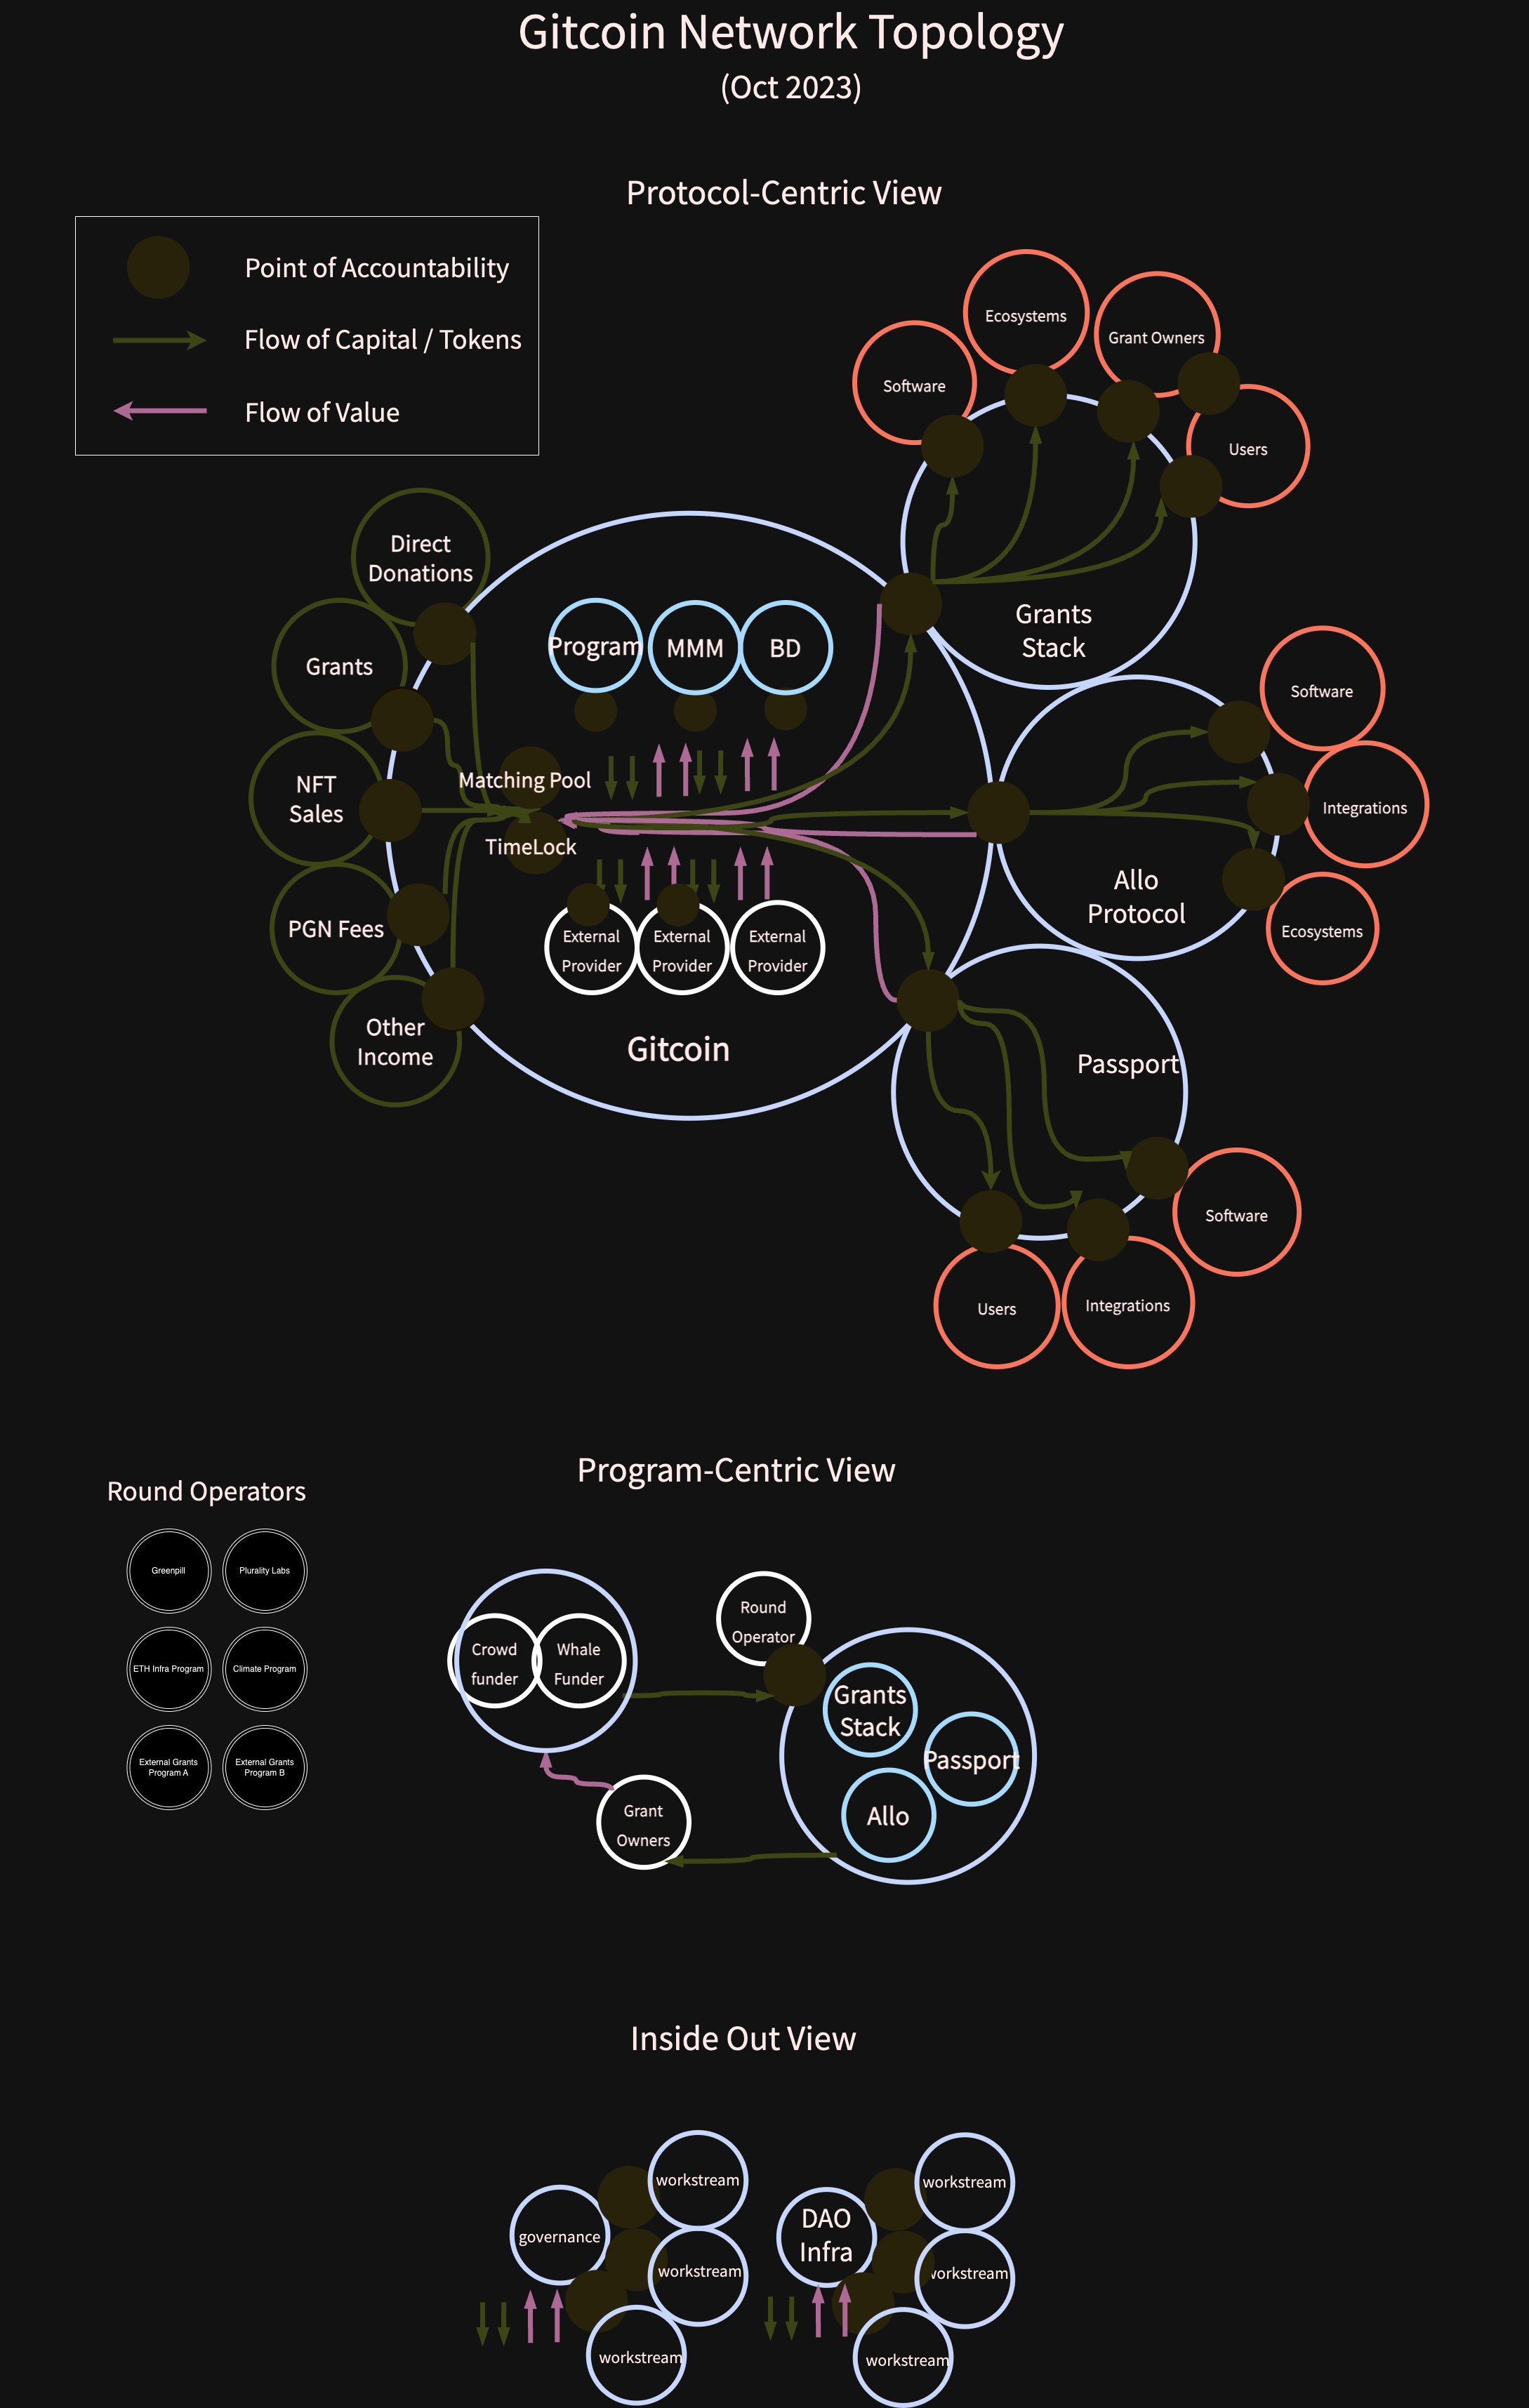 Gitcoin Network Topology
(Oct 2023)
Protocol-Centric View
Point of Accountability
Flow of Capital / Tokens
Flow of Value
Ecosystems
Grant Owners
Software
Users
Grants
Stack
Direct
Donations
Grants
NFT
Sales
PGN Fees
Other
Income
Program
MMM
BD
Matching Pool
TimeLock
External
Provider
External
Provider
External
Provider
Gitcoin
Software
Integrations
Ecosystems
Allo
Protocol
Passport
Software
Integrations
Users
Program-Centric View
Round Operators
Greenpill
Plurality Labs
ETH Infra Program
Climate Program
External Grants
Program A
External Grants
Program B
Crowd
funder
Whale
Funder
Round
Operator
Grants
Stack
Passport
Allo
Grant
Owners
Inside Out View
governance
workstream
workstream
workstream
DAO
Infra
workstream
workstream
workstream